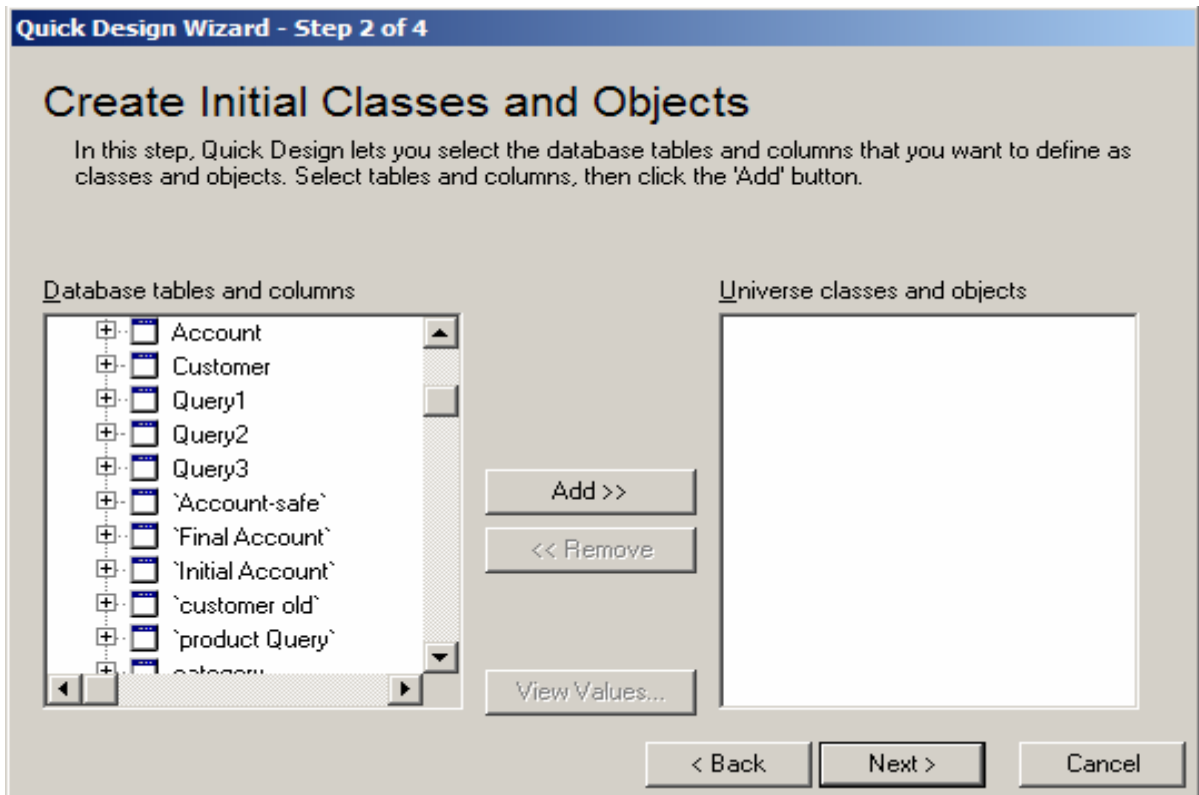 Quick Design Wizard - Step 2 of 4
Create Initial Classes and Objects
In this step, Quick Design lets you select the database tables and columns that you want to define as
classes and objects. Select tables and columns, then click the 'Add' button.
Database tables and columns
Account
Customer
Query1
Query2
Query3
`Account-safe`
`Final Account`
`Initial Account`
`customer old`
`product Query`
category
Add >>
<< Remove
View Values...
Universe classes and objects
< Back
Next >
Cancel